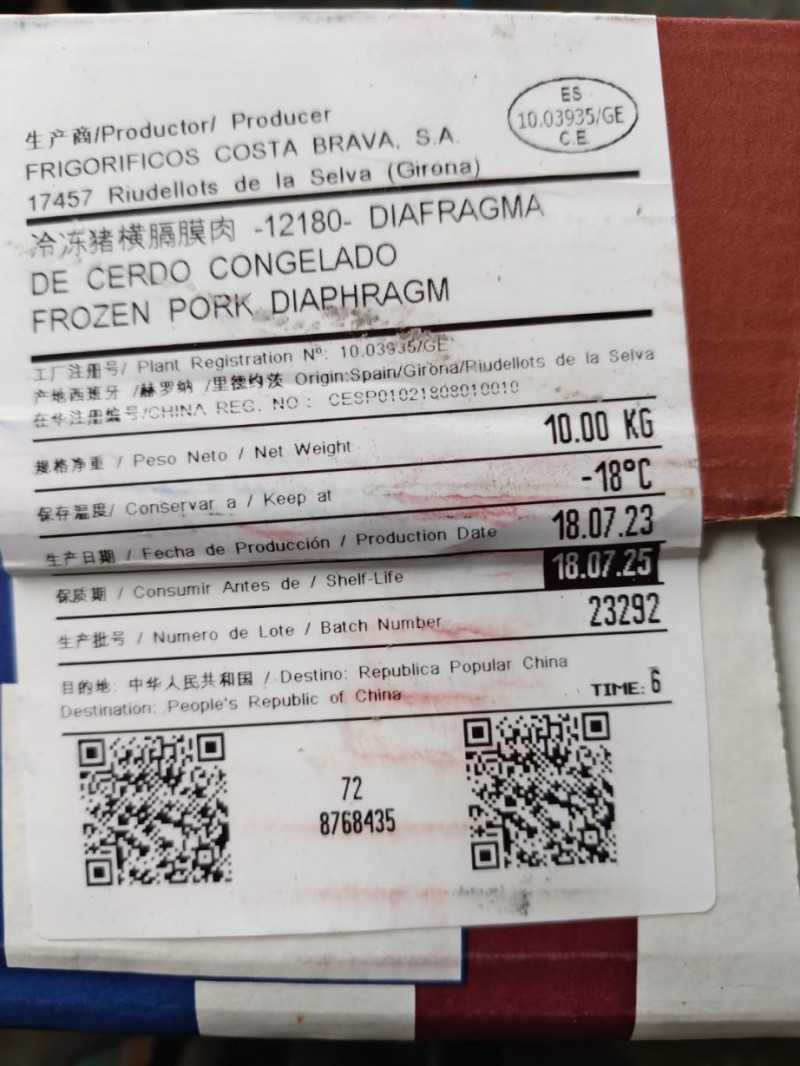 生产商/Productor/ Producer
FRIGORIFICOS COSTA BRAVA, S.A.
17457 Riudellots de la Selva (Girona)
ES
10.03935/GE
C.E.
冷冻猪横膈膜肉 -12180- DIAFRAGMA
DE CERDO CONGELADO
FROZEN PORK DIAPHRAGM
工厂注册号/ Plant Registration Nº: 10.03935/GE
产地西班牙 /赫罗纳 /里德约茨 Origin:Spain/Girona/Riudellots de la Selva
在华注册编号/CHINA REG. NO: CESP01021808010010
规格净重 / Peso Neto / Net Weight 10.00 KG
保存温度/ Conservar a / Keep at -18°C
生产日期 / Fecha de Producción / Production Date 18.07.23
保质期 / Consumir Antes de / Shelf-Life 18.07.25
生产批号 / Numero de Lote / Batch Number 23292
目的地: 中华人民共和国 / Destino: Republica Popular China
Destination: People's Republic of China TIME: 6
72
8768435